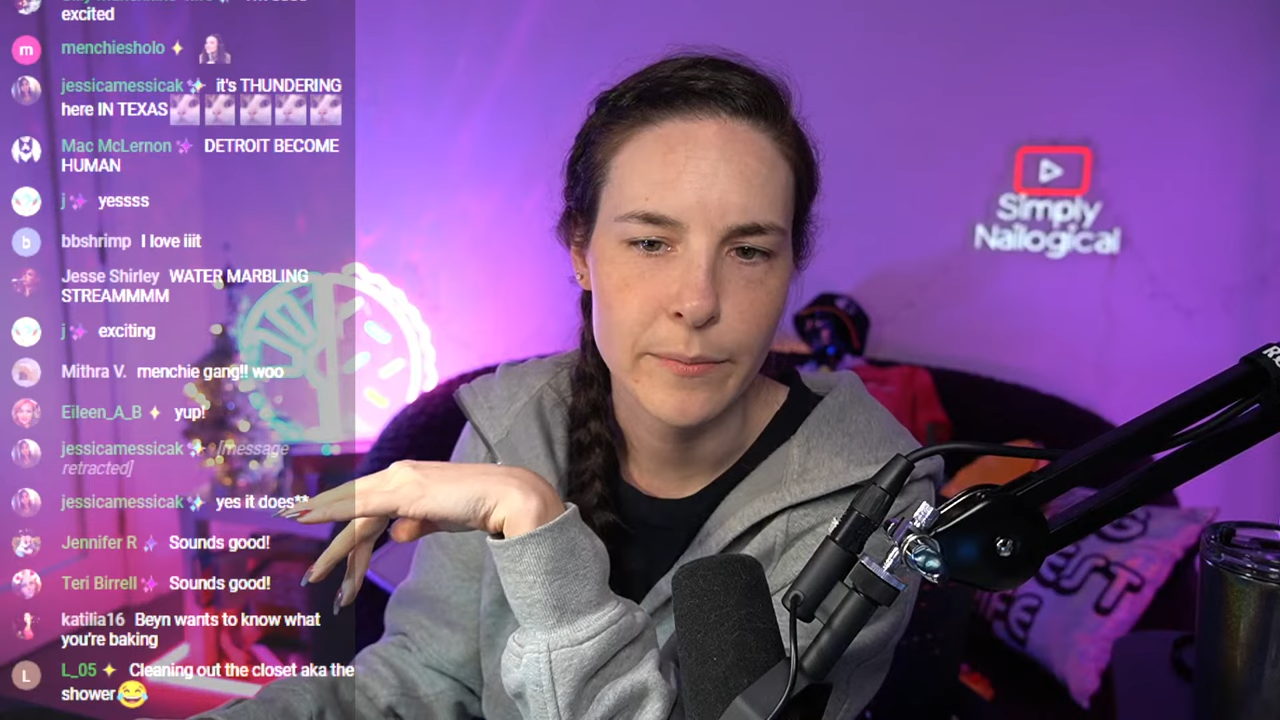 excited
menchiesholo
jessicamessicak it's THUNDERING
here IN TEXAS
Mac McLernon DETROIT BECOME
HUMAN
j yessss
bbshrimp I love iiit
Jesse Shirley WATER MARBLING
STREAMMMM
j exciting
Mithra V. menchie gang!! woo
Eileen_A_B yup!
jessicamessicak [message
retracted]
jessicamessicak yes it does**
Jennifer R Sounds good!
Teri Birrell Sounds good!
katilia16 Beyn wants to know what
you're baking
L_05 Cleaning out the closet aka the
shower
Simply
Nailogical
m
b
L